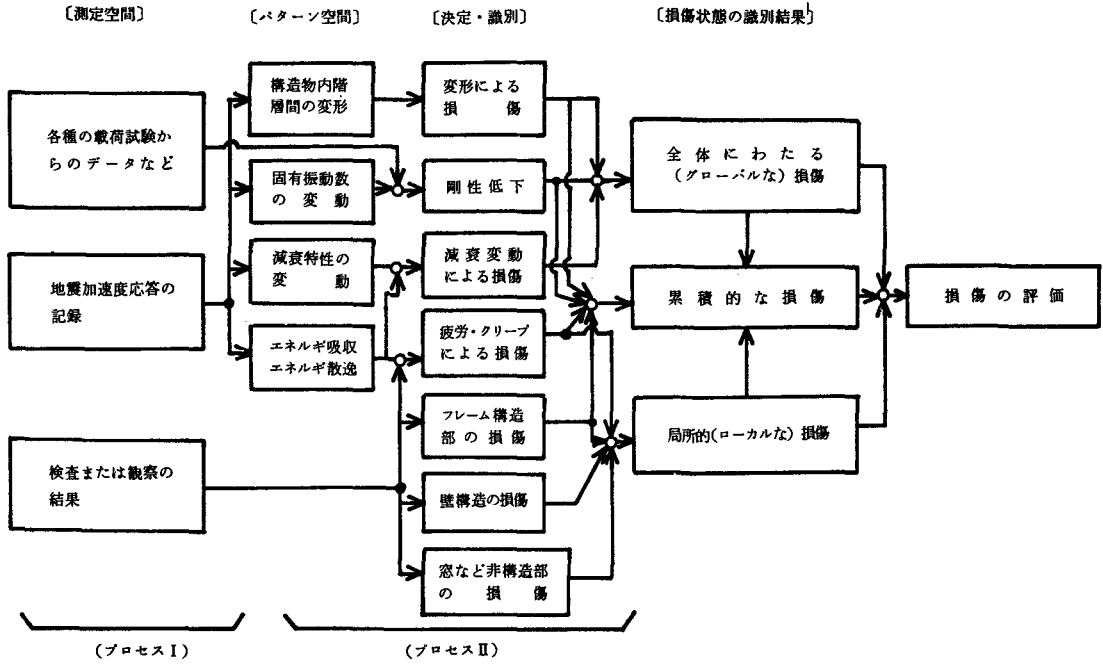 〔測定空間〕
〔パターン空間〕
〔決定・識別〕
〔損傷状態の識別結果〕
各種の載荷試験か
らのデータなど
地震加速度応答の
記録
検査または観察の
結果
構造物内階
層間の変形
固有振動数
の変動
減衰特性の
変動
エネルギ吸収
エネルギ散逸
変形による
損傷
剛性低下
減衰変動
による損傷
疲労・クリープ
による損傷
フレーム構造
部の損傷
壁構造の損傷
窓など非構造部
の損傷
全体にわたる
(グローバルな)損傷
累積的な損傷
局所的(ローカルな)損傷
損傷の評価
(プロセスⅠ)
(プロセスⅡ)